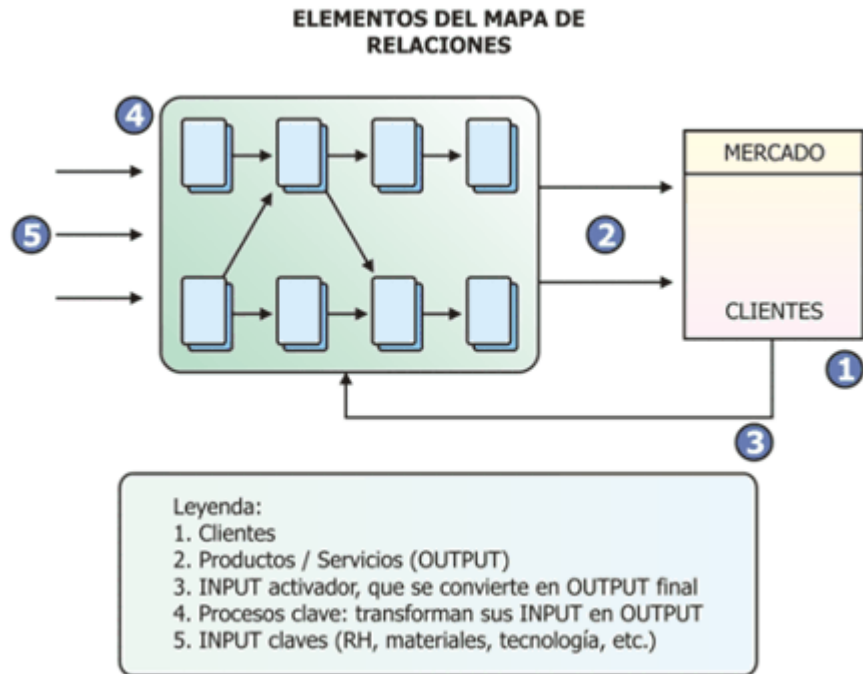 ELEMENTOS DEL MAPA DE
RELACIONES
4
MERCADO
5
2
CLIENTES
1
3
Leyenda:
1. Clientes
2. Productos / Servicios (OUTPUT)
3. INPUT activador, que se convierte en OUTPUT final
4. Procesos clave: transforman sus INPUT en OUTPUT
5. INPUT claves (RH, materiales, tecnología, etc.)